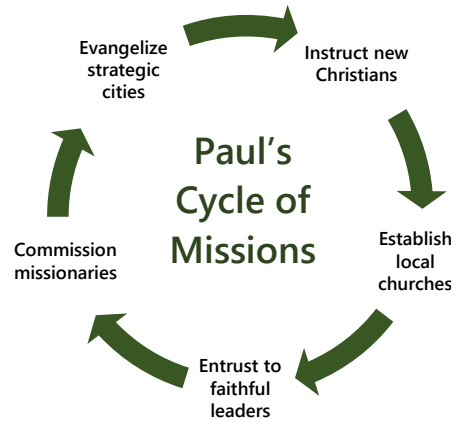 Evangelize
strategic
cities
Instruct new
Christians
Paul's
Cycle of
Missions
Establish
local
churches
Entrust to
faithful
leaders
Commission
missionaries